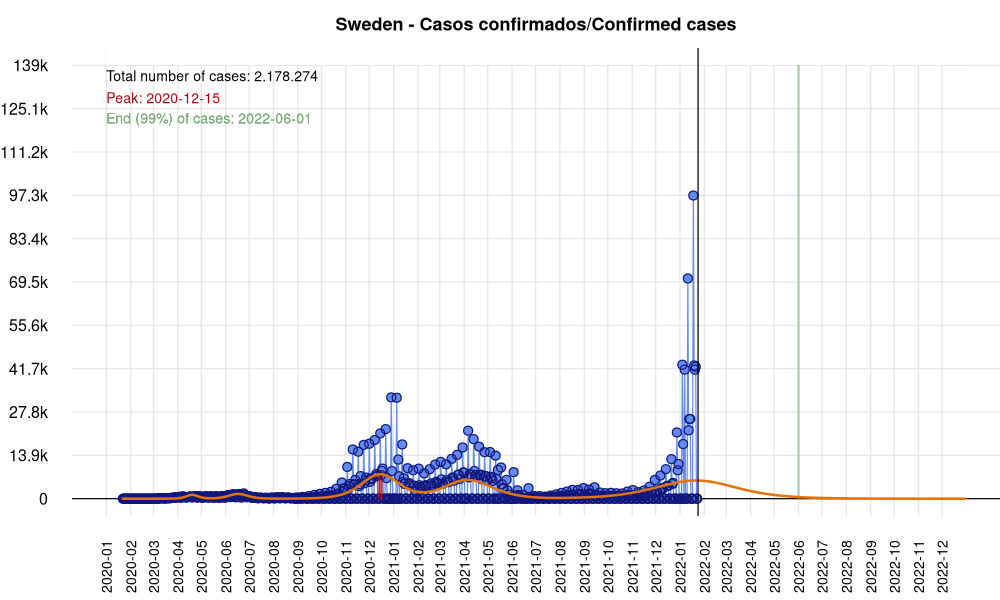 Sweden - Casos confirmados/Confirmed cases
139k
Total number of cases: 2.178.274
Peak: 2020-12-15
125.1k
End (99%) of cases: 2022-06-01
111.2k
97.3k
83.4k
69.5k
55.6k
41.7k
27.8k
13.9k
0
2020-01
2020-02
2020-03
2020-04
2020-05
2020-06
2020-07
2020-08
2020-09
2020-10
2020-11
2020-12
2021-01
2021-02
2021-03
2021-04
2021-05
2021-06
2021-07
2021-08
2021-09
2021-10
2021-11
2021-12
2022-01
2022-02
2022-03
2022-04
2022-05
2022-06
2022-07
2022-08
2022-09
2022-10
2022-11
2022-12